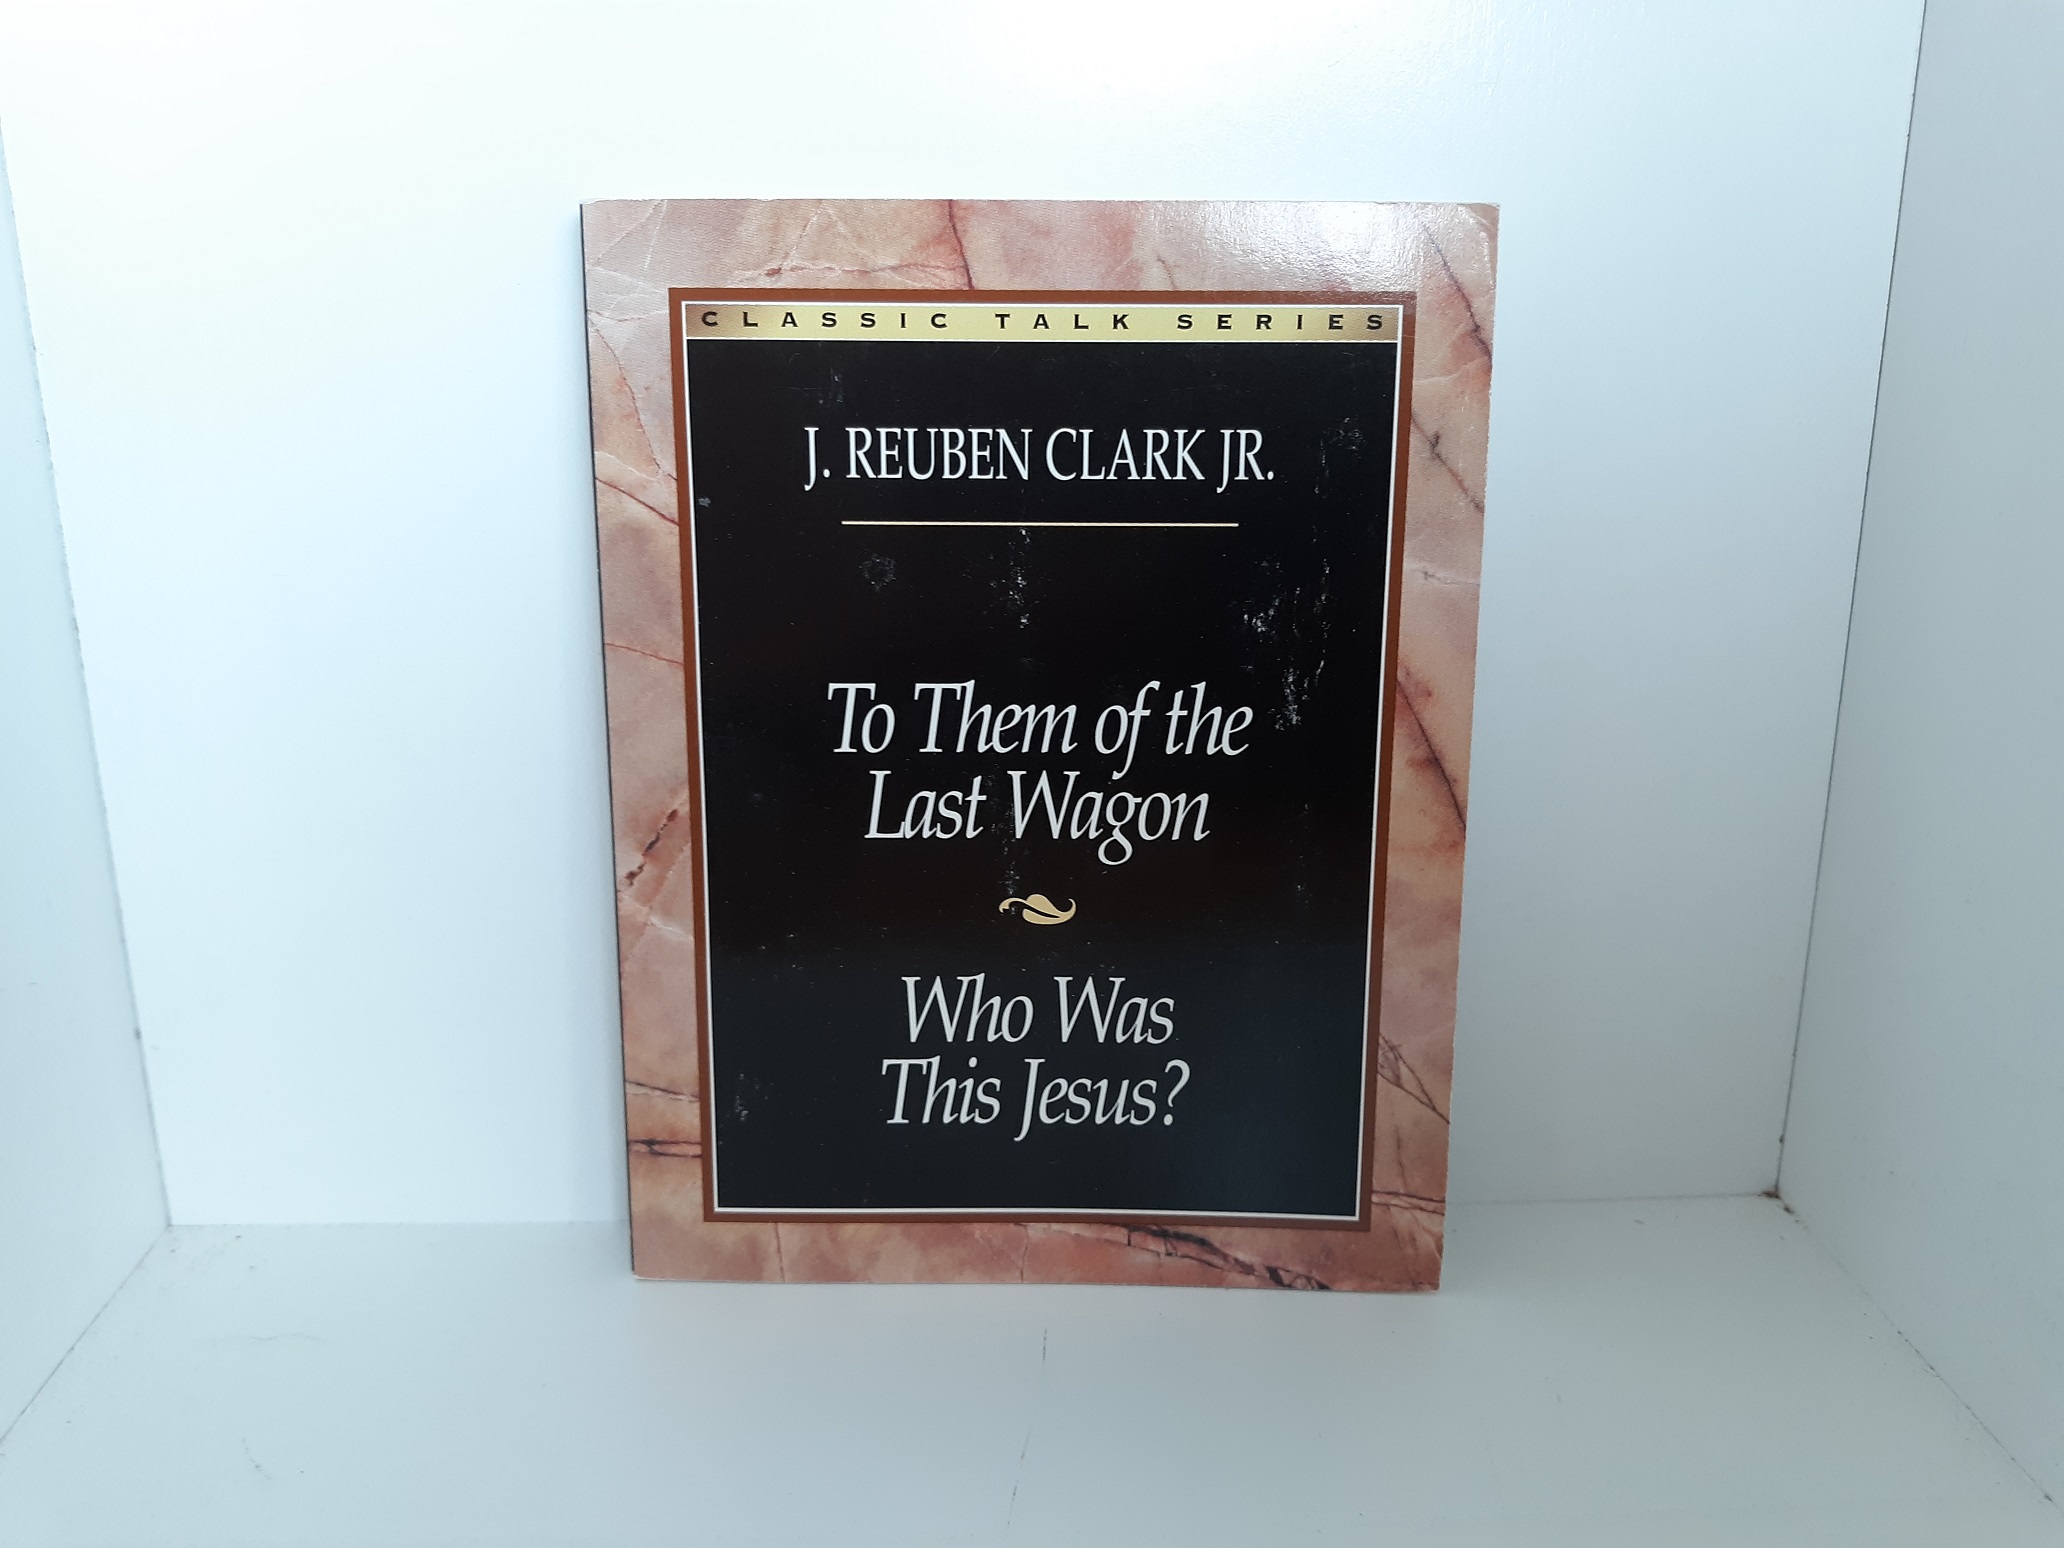 CLASSIC TALK SERIES
J. REUBEN CLARK JR.
To Them of the
Last Wagon
Who Was
This Jesus?